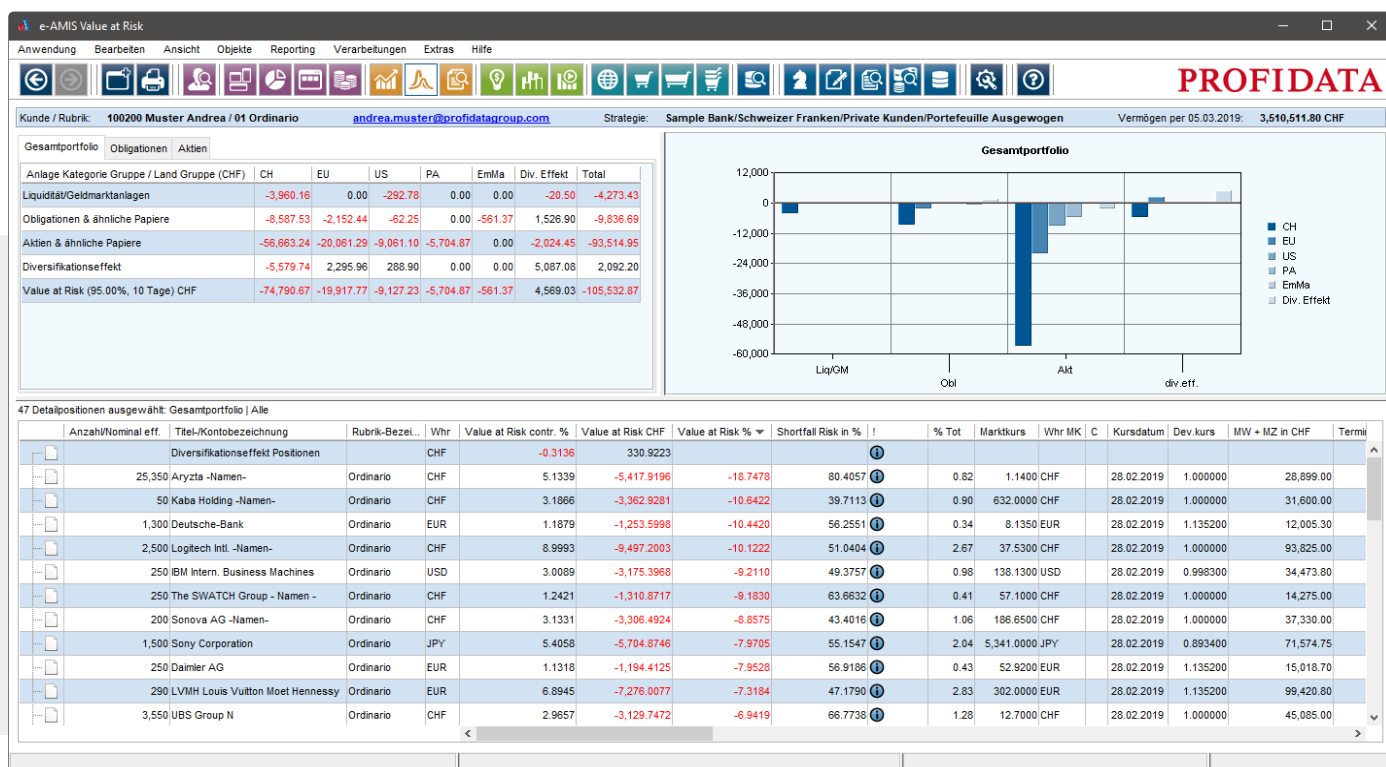 e-AMIS Value at Risk
Anwendung Bearbeiten Ansicht Objekte Reporting Verarbeitungen Extras Hilfe
PROFIDATA
Kunde / Rubrik: 100200 Muster Andrea / 01 Ordinario andrea.muster@profidatagroup.com Strategie: Sample Bank/Schweizer Franken/Private Kunden/Portefeuille Ausgewogen Vermögen per 05.03.2019: 3,510,511.80 CHF
Gesamtportfolio Obligationen Aktien
Anlage Kategorie Gruppe / Land Gruppe (CHF) CH EU US PA EmMa Div. Effekt Total
Liquidität/Geldmarktanlagen -3,960.16 0.00 -292.78 0.00 0.00 -20.50 -4,273.43
Obligationen & ähnliche Papiere -8,587.53 -2,152.44 -62.25 0.00 -561.37 1,526.90 -9,836.69
Aktien & ähnliche Papiere -56,663.24 -20,061.29 -9,061.10 -5,704.87 0.00 -2,024.45 -93,514.95
Diversifikationseffekt -5,579.74 2,295.96 288.90 0.00 0.00 5,087.08 2,092.20
Value at Risk (95.00%, 10 Tage) CHF -74,790.67 -19,917.77 -9,127.23 -5,704.87 -561.37 4,569.03 -105,532.87
Gesamtportfolio
12,000
0
-12,000
-24,000
-36,000
-48,000
-60,000
Liq/GM
Obl
Akt
div.eff.
CH
EU
US
PA
EmMa
Div. Effekt
47 Detailpositionen ausgewählt: Gesamtportfolio | Alle
Anzahl/Nominal eff. Titel-/Kontobezeichnung Rubrik-Bezei... Whr Value at Risk contr. % Value at Risk CHF Value at Risk % Shortfall Risk in % ! % Tot Marktkurs Whr MK C Kursdatum Dev.kurs MW + MZ in CHF Termi
Diversifikationseffekt Positionen CHF -0.3136 330.9223
25,350 Aryzta -Namen- Ordinario CHF 5.1339 -5,417.9196 -18.7478 80.4057 0.82 1.1400 CHF 28.02.2019 1.000000 28,899.00
50 Kaba Holding -Namen- Ordinario CHF 3.1866 -3,362.9281 -10.6422 39.7113 0.90 632.0000 CHF 28.02.2019 1.000000 31,600.00
1,300 Deutsche-Bank Ordinario EUR 1.1879 -1,253.5998 -10.4420 56.2551 0.34 8.1350 EUR 28.02.2019 1.135200 12,005.30
2,500 Logitech Intl. -Namen- Ordinario CHF 8.9993 -9,497.2003 -10.1222 51.0404 2.67 37.5300 CHF 28.02.2019 1.000000 93,825.00
250 IBM Intern. Business Machines Ordinario USD 3.0089 -3,175.3968 -9.2110 49.3757 0.98 138.1300 USD 28.02.2019 0.998300 34,473.80
250 The SWATCH Group - Namen - Ordinario CHF 1.2421 -1,310.8717 -9.1830 63.6632 0.41 57.1000 CHF 28.02.2019 1.000000 14,275.00
200 Sonova AG -Namen- Ordinario CHF 3.1331 -3,306.4924 -8.8575 43.4016 1.06 186.6500 CHF 28.02.2019 1.000000 37,330.00
1,500 Sony Corporation Ordinario JPY 5.4058 -5,704.8746 -7.9705 55.1547 2.04 5,341.0000 JPY 28.02.2019 0.893400 71,574.75
250 Daimler AG Ordinario EUR 1.1318 -1,194.4125 -7.9528 56.9186 0.43 52.9200 EUR 28.02.2019 1.135200 15,018.70
290 LVMH Louis Vuitton Moet Hennessy Ordinario EUR 6.8945 -7,276.0077 -7.3184 47.1790 2.83 302.0000 EUR 28.02.2019 1.135200 99,420.80
3,550 UBS Group N Ordinario CHF 2.9657 -3,129.7472 -6.9419 66.7738 1.28 12.7000 CHF 28.02.2019 1.000000 45,085.00